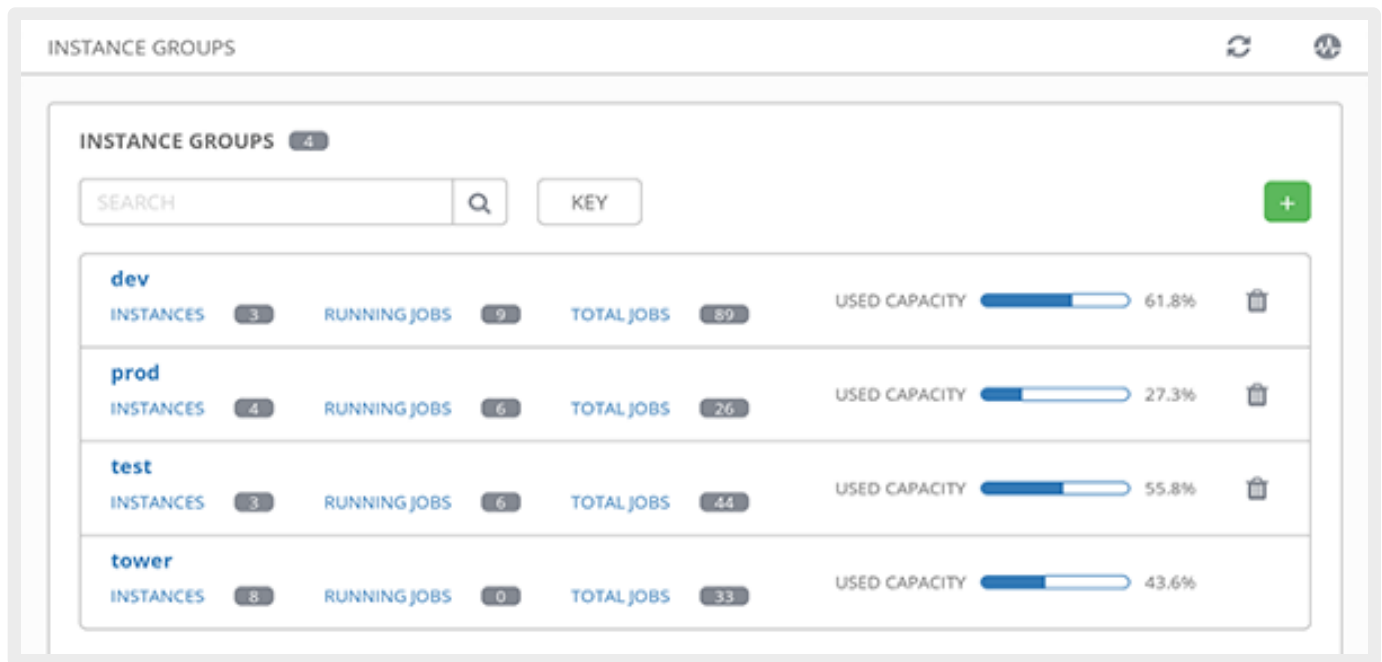 INSTANCE GROUPS
INSTANCE GROUPS 4
SEARCH KEY +
dev
INSTANCES 3 RUNNING JOBS 9 TOTAL JOBS 89 USED CAPACITY 61.8%
prod
INSTANCES 4 RUNNING JOBS 6 TOTAL JOBS 26 USED CAPACITY 27.3%
test
INSTANCES 3 RUNNING JOBS 6 TOTAL JOBS 44 USED CAPACITY 55.8%
tower
INSTANCES 8 RUNNING JOBS 0 TOTAL JOBS 33 USED CAPACITY 43.6%